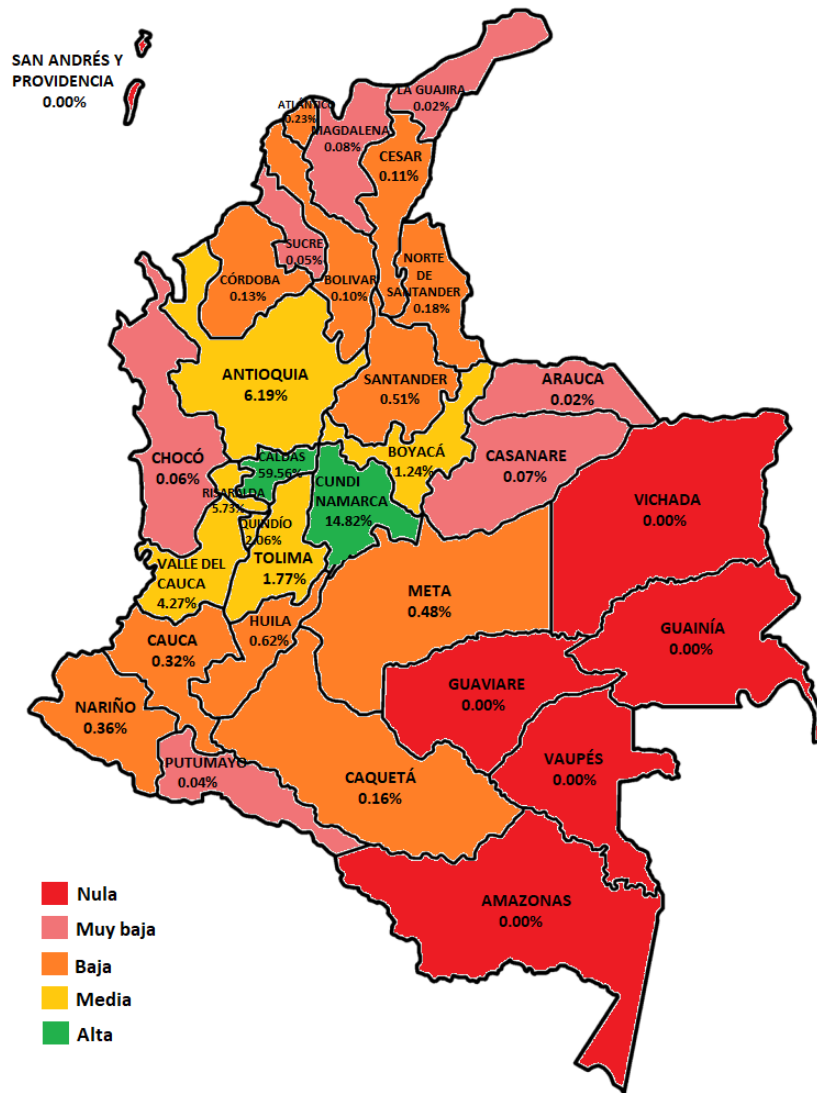 SAN ANDRÉS Y
PROVIDENCIA
0.00%
LA GUAJIRA
0.02%
ATLÁNTICO
0.23%
MAGDALENA
0.08%
CESAR
0.11%
SUCRE
0.05%
CÓRDOBA
0.13%
BOLIVAR
0.10%
NORTE
DE
SANTANDER
0.18%
ANTIOQUIA
6.19%
SANTANDER
0.51%
ARAUCA
0.02%
CHOCÓ
0.06%
CALDAS
59.56%
BOYACÁ
1.24%
CASANARE
0.07%
RISARALDA
5.73%
CUNDI
NAMARCA
14.82%
VICHADA
0.00%
QUINDÍO
2.06%
TOLIMA
1.77%
VALLE DEL
CAUCA
4.27%
META
0.48%
HUILA
0.62%
CAUCA
0.32%
GUAINÍA
0.00%
GUAVIARE
0.00%
NARIÑO
0.36%
PUTUMAYO
0.04%
CAQUETÁ
0.16%
VAUPÉS
0.00%
AMAZONAS
0.00%
Nula
Muy baja
Baja
Media
Alta